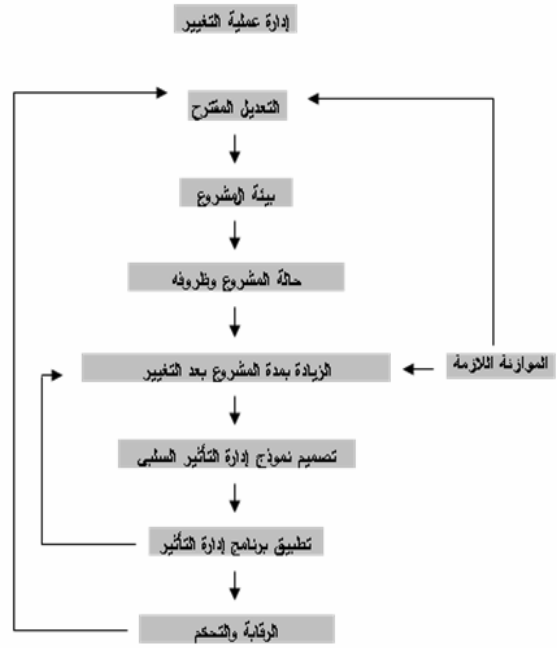 إدارة عملية التغيير
التعديل المقترح
بيئة المشروع
حالة المشروع وظروفه
الزيادة بمدة المشروع بعد التغيير
الموازنة اللازمة
تصميم نموذج إدارة التأثير السلبي
تطبيق برنامج إدارة التأثير
الرقابة والتحكم